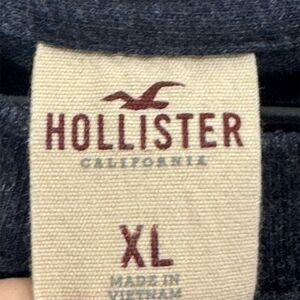 HOLLISTER
CALIFORNIA
XL
MADE IN
VIETNAM